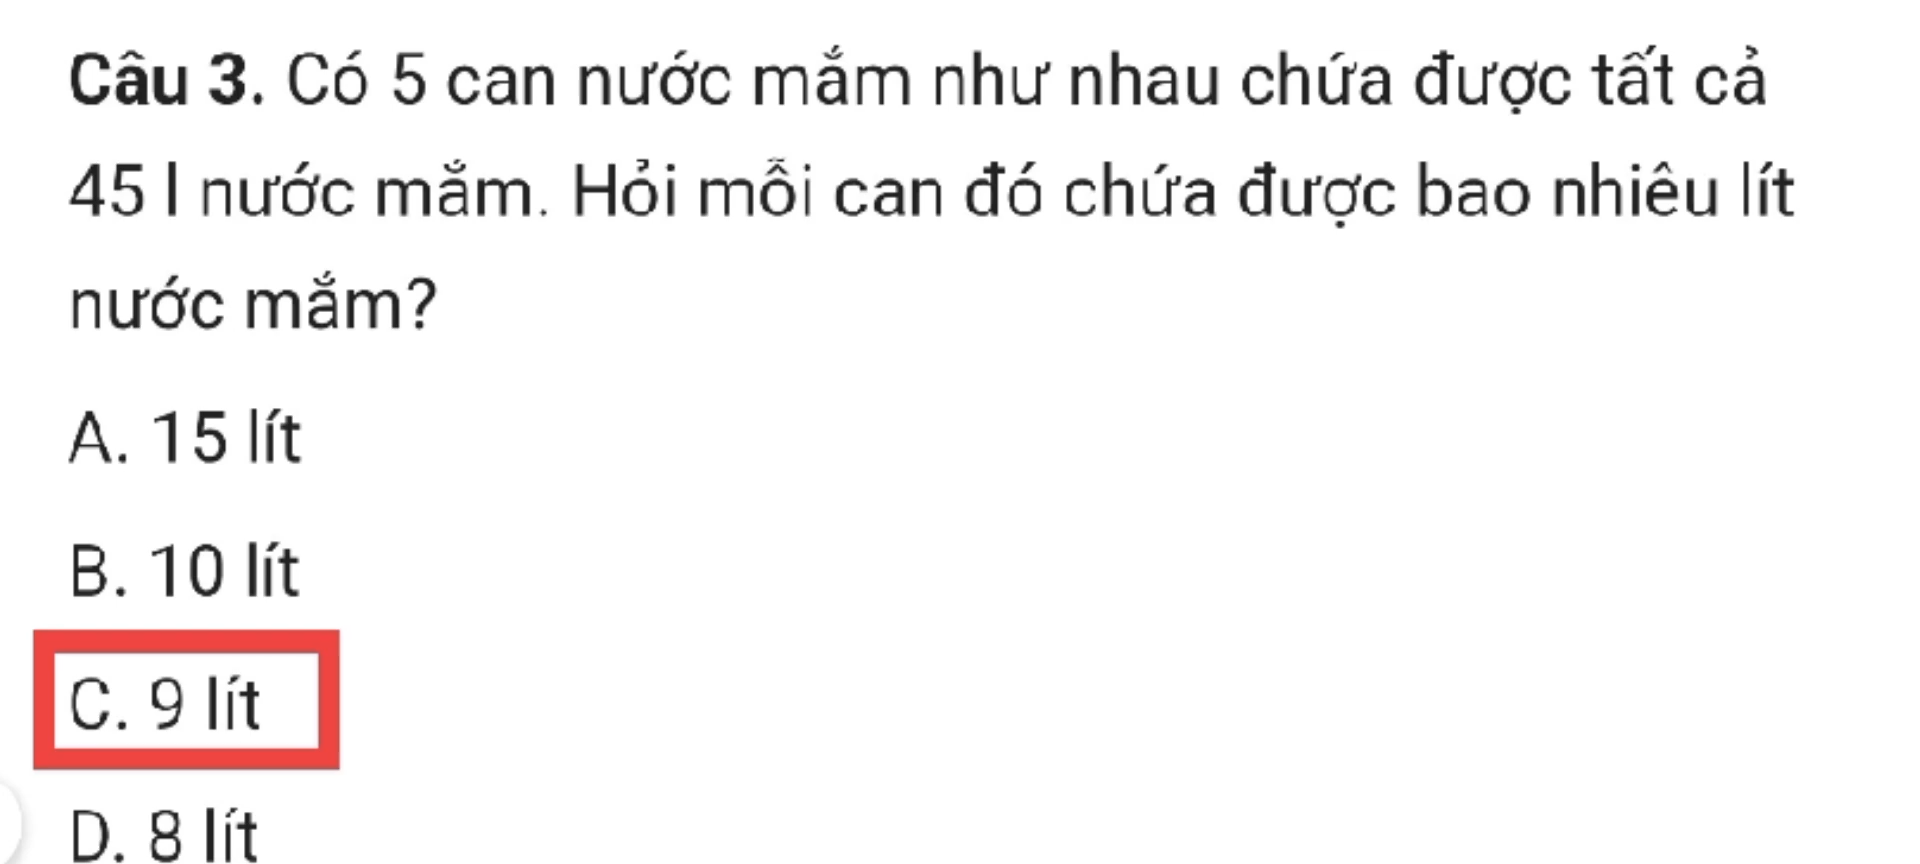 Câu 3. Có 5 can nước mắm như nhau chứa được tất cả
45 l nước mắm. Hỏi mỗi can đó chứa được bao nhiêu lít
nước mắm?
A. 15 lít
B. 10 lít
C. 9 lít
D. 8 lít